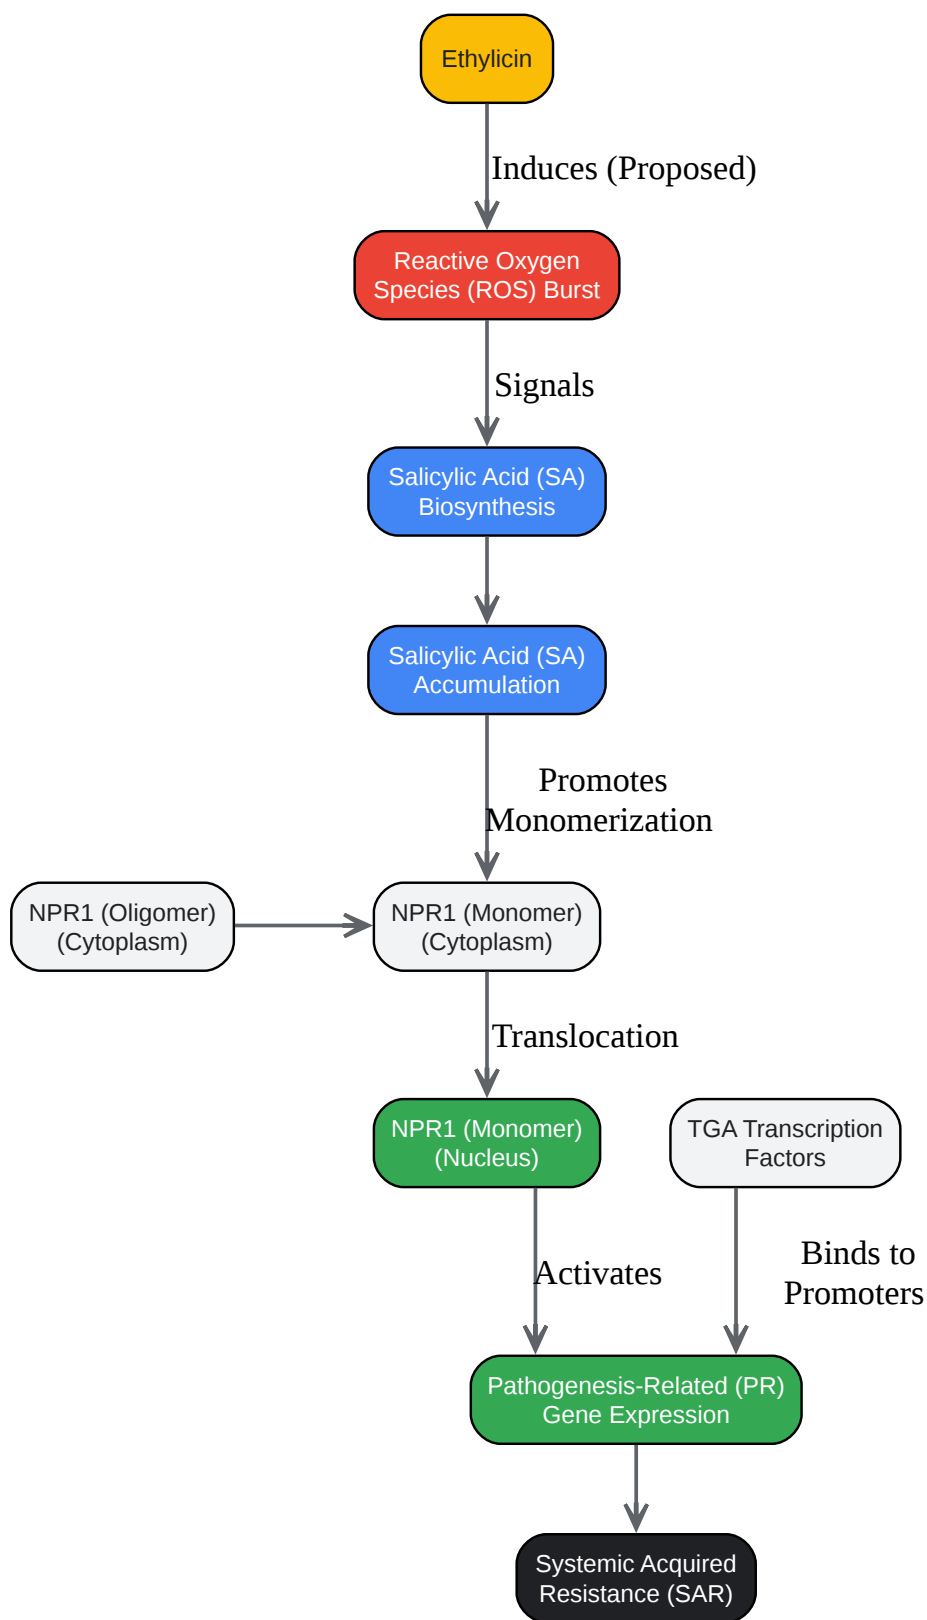 Ethylicin
Induces (Proposed)
Reactive Oxygen
Species (ROS) Burst
Signals
Salicylic Acid (SA)
Biosynthesis
Salicylic Acid (SA)
Accumulation
Promotes
Monomerization
NPR1 (Oligomer)
(Cytoplasm)
NPR1 (Monomer)
(Cytoplasm)
Translocation
NPR1 (Monomer)
(Nucleus)
TGA Transcription
Factors
Activates
Binds to
Promoters
Pathogenesis-Related (PR)
Gene Expression
Systemic Acquired
Resistance (SAR)